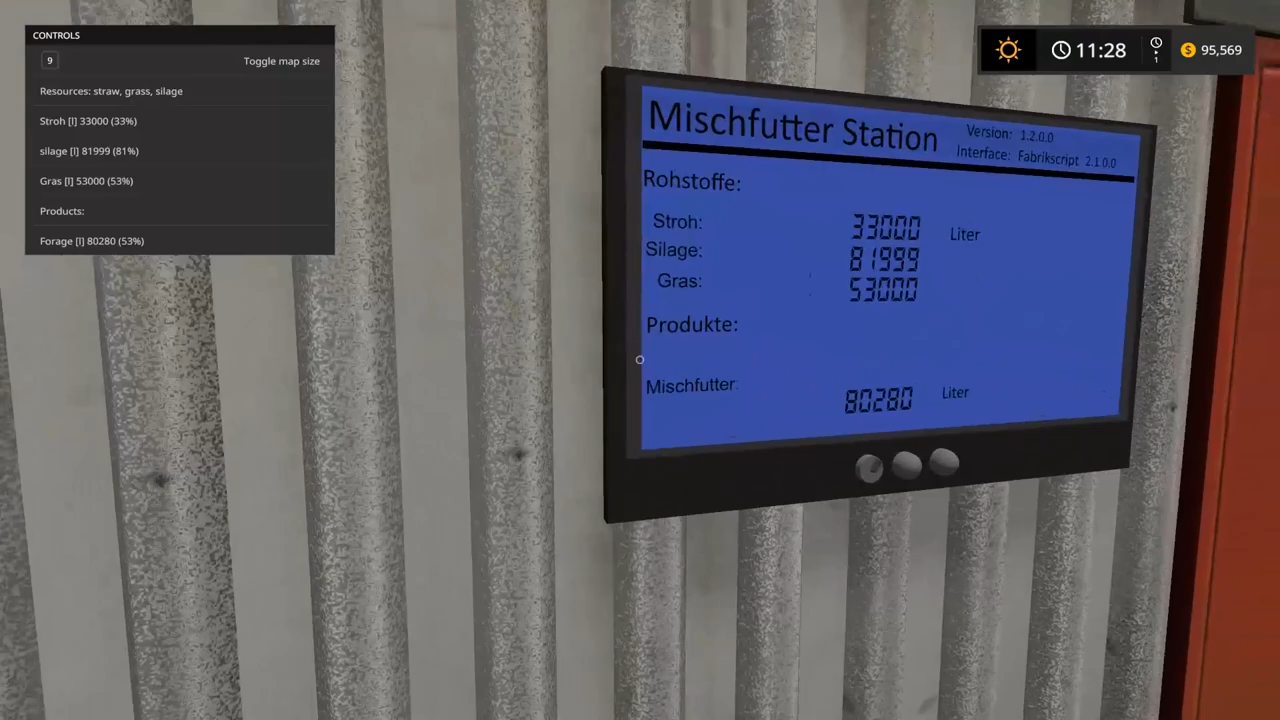 CONTROLS
9 Toggle map size
Resources: straw, grass, silage
Stroh [l] 33000 (33%)
silage [l] 81999 (81%)
Gras [l] 53000 (53%)
Products:
Forage [l] 80280 (53%)
11:28
1
95,569
Mischfutter Station
Version: 1.2.0.0
Interface: Fabrikscript 2.1.0.0
Rohstoffe:
Stroh: 33000 Liter
Silage: 81999
Gras: 53000
Produkte:
Mischfutter: 80280 Liter